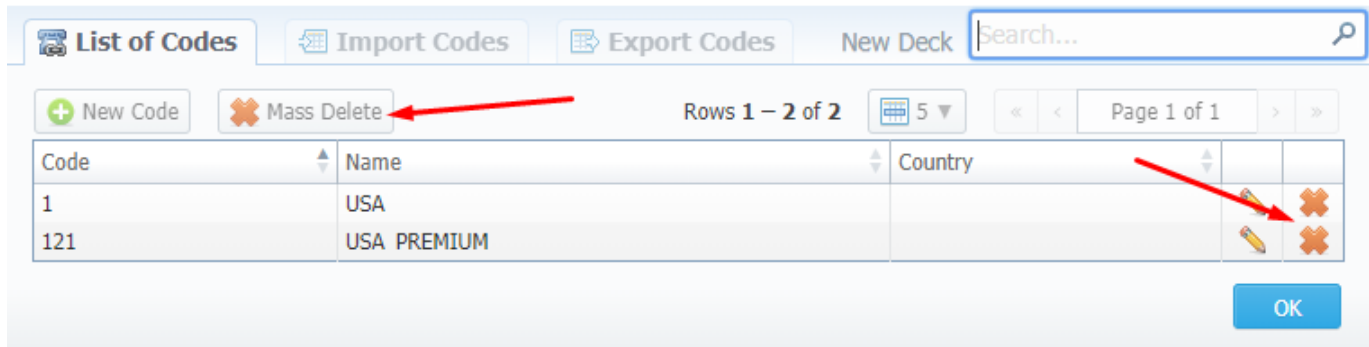 List of Codes Import Codes Export Codes New Deck Search...
New Code Mass Delete Rows 1 – 2 of 2 5 ▼ « < Page 1 of 1 > »
Code Name Country
1 USA
121 USA PREMIUM
OK